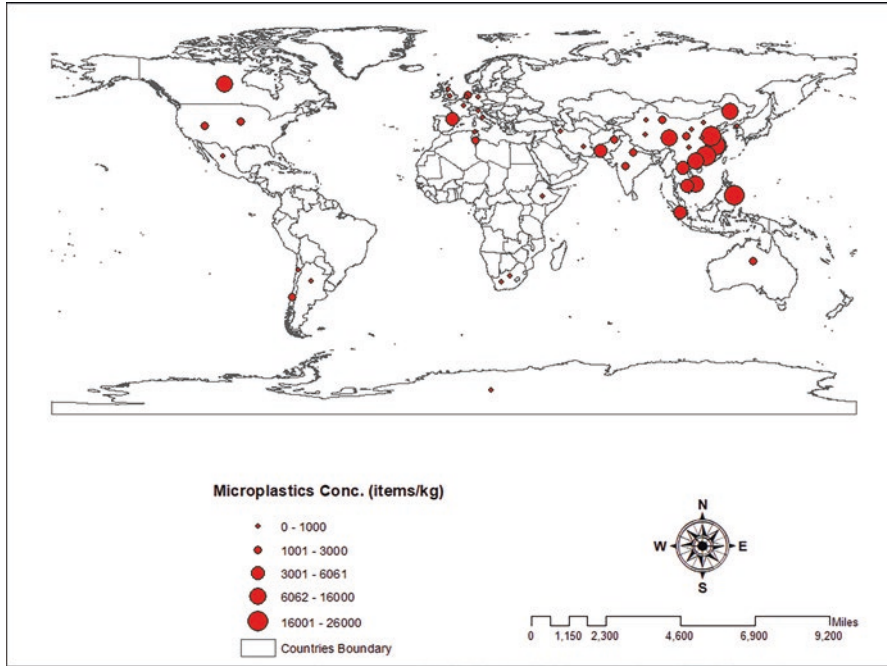 Microplastics Conc. (items/kg)
0 - 1000
1001 - 3000
3001 - 6061
6062 - 16000
16001 - 26000
Countries Boundary
N
W E
S
Miles
0 1,150 2,300 4,600 6,900 9,200